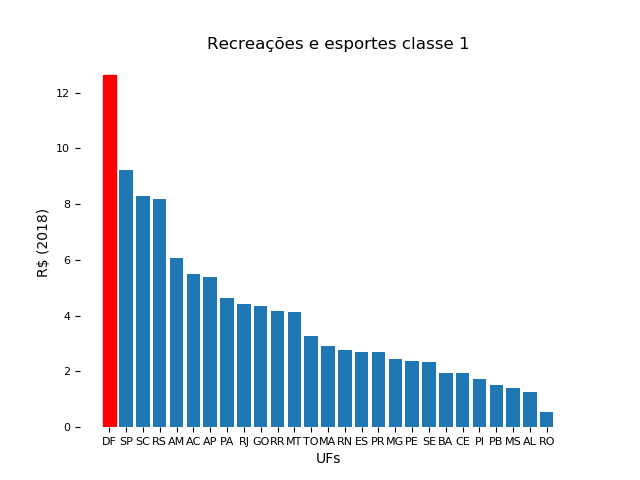 Recreações e esportes classe 1
R$ (2018)
12
10
8
6
4
2
0
DF SP SC RS AM AC AP PA RJ GO RR MT TO MA RN ES PR MG PE SE BA CE PI PB MS AL RO
UFs